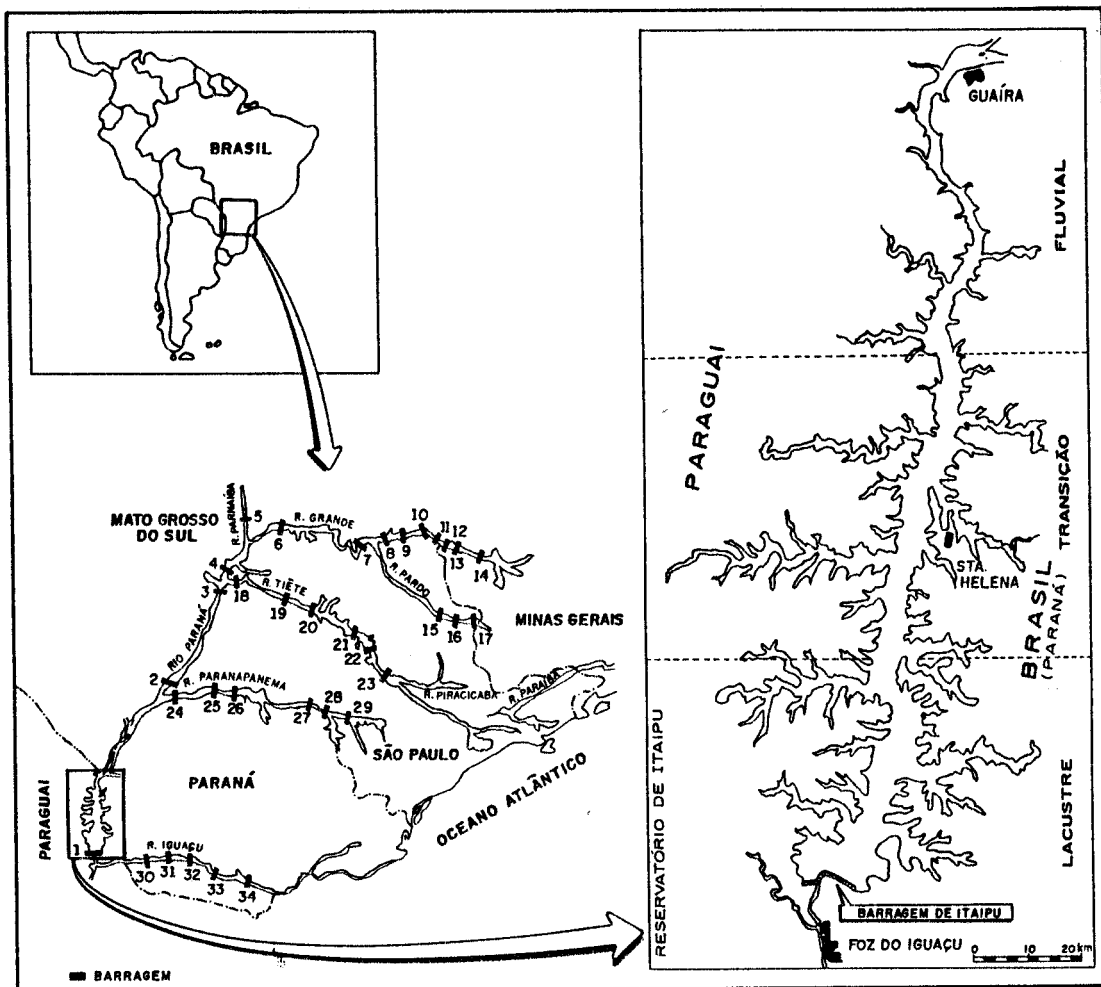 BRASIL
MATO GROSSO
DO SUL
R. PARNAÍBA
5
R. GRANDE
6
7
8
9
10
11
12
13
14
4
3
18
R. TIÊTE
19
20
21
22
23
R. PARDO
15
16
17
MINAS GERAIS
RIO PARANÁ
2
R. PARANAPANEMA
24
25
26
27
28
29
R. PIRACICABA
R. PARAÍBA
SÃO PAULO
PARANÁ
OCEANO ATLÂNTICO
PARAGUAI
1
R. IGUAÇU
30
31
32
33
34
BARRAGEM
RESERVATÓRIO DE ITAIPU
GUAÍRA
FLUVIAL
PARAGUAI
TRANSIÇÃO
STA.
HELENA
BRASIL
(PARANÁ)
LACUSTRE
BARRAGEM DE ITAIPU
FOZ DO IGUAÇU
0 10 20 km